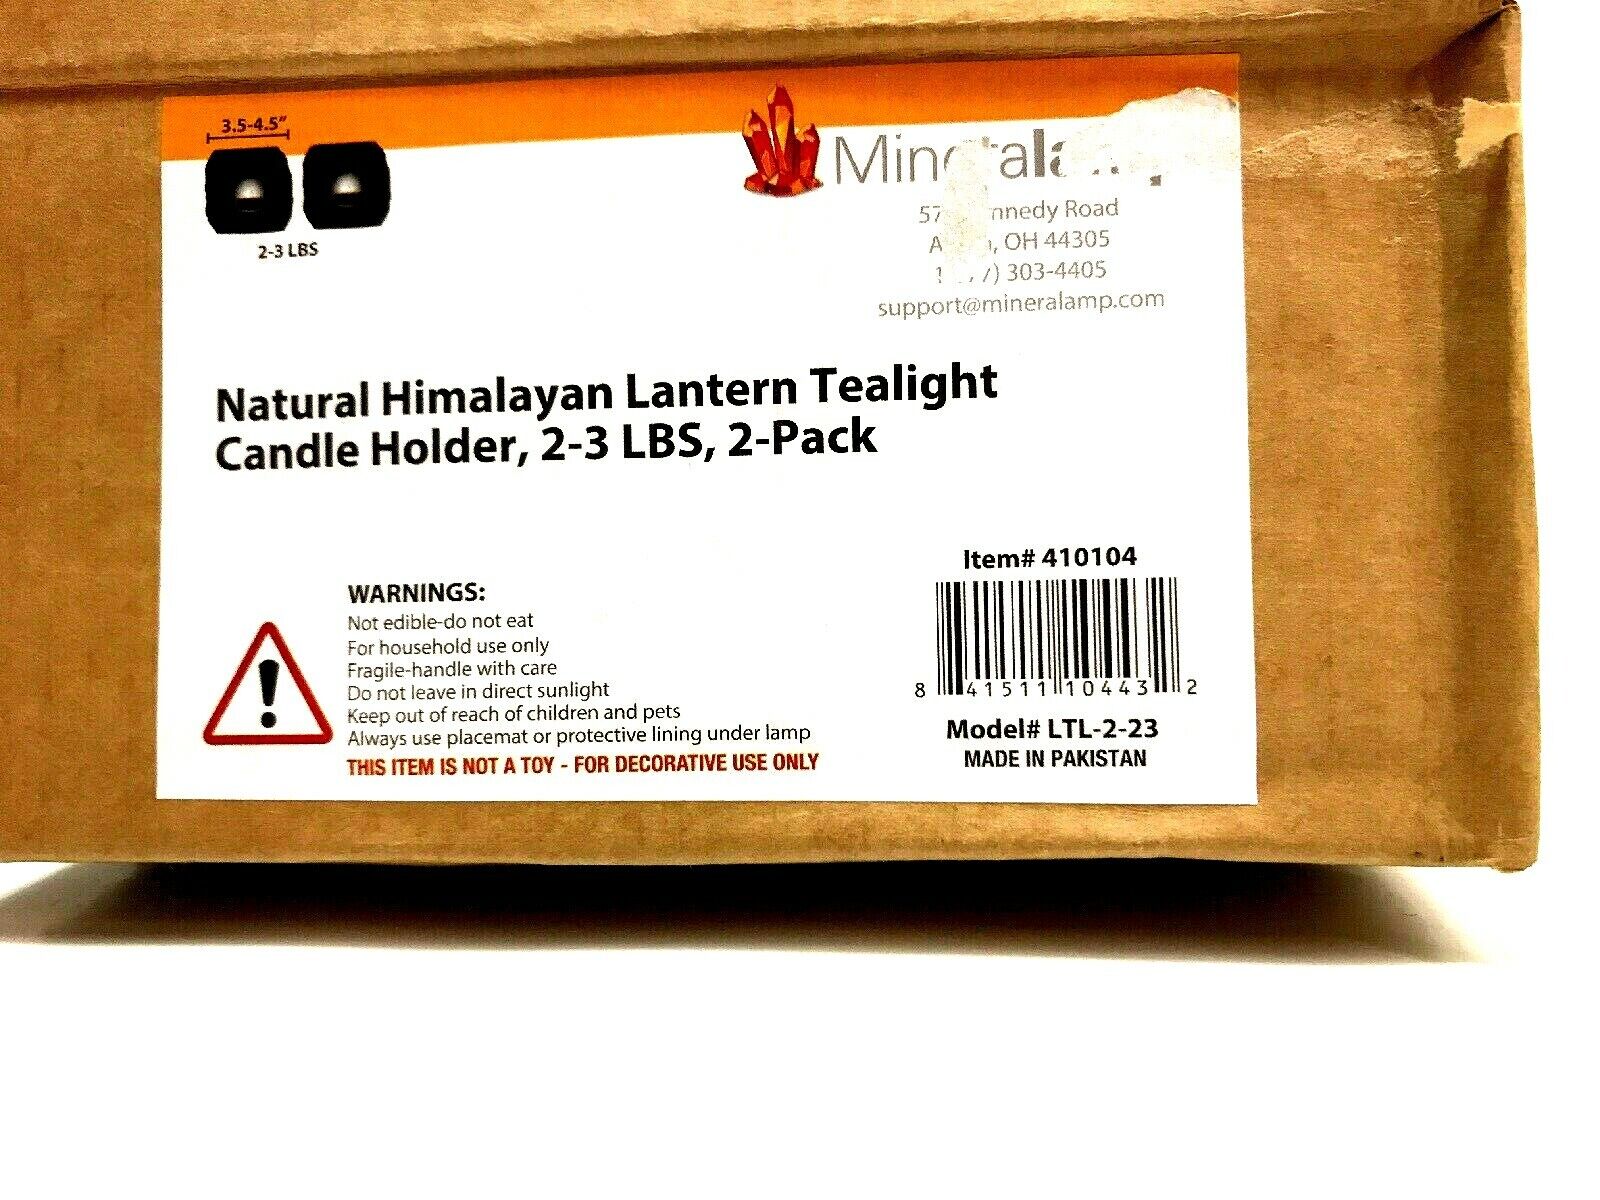 3.5-4.5"
2-3 LBS
Road
OH 44305
303-4405
support@mineralamp.com
Natural Himalayan Lantern Tealight
Candle Holder, 2-3 LBS, 2-Pack
WARNINGS:
Not edible-do not eat
For household use only
Fragile-handle with care
Do not leave in direct sunlight
Keep out of reach of children and pets
Always use placemat or protective lining under lamp
THIS ITEM IS NOT A TOY - FOR DECORATIVE USE ONLY
Item# 410104
8 41511 10443 2
Model# LTL-2-23
MADE IN PAKISTAN